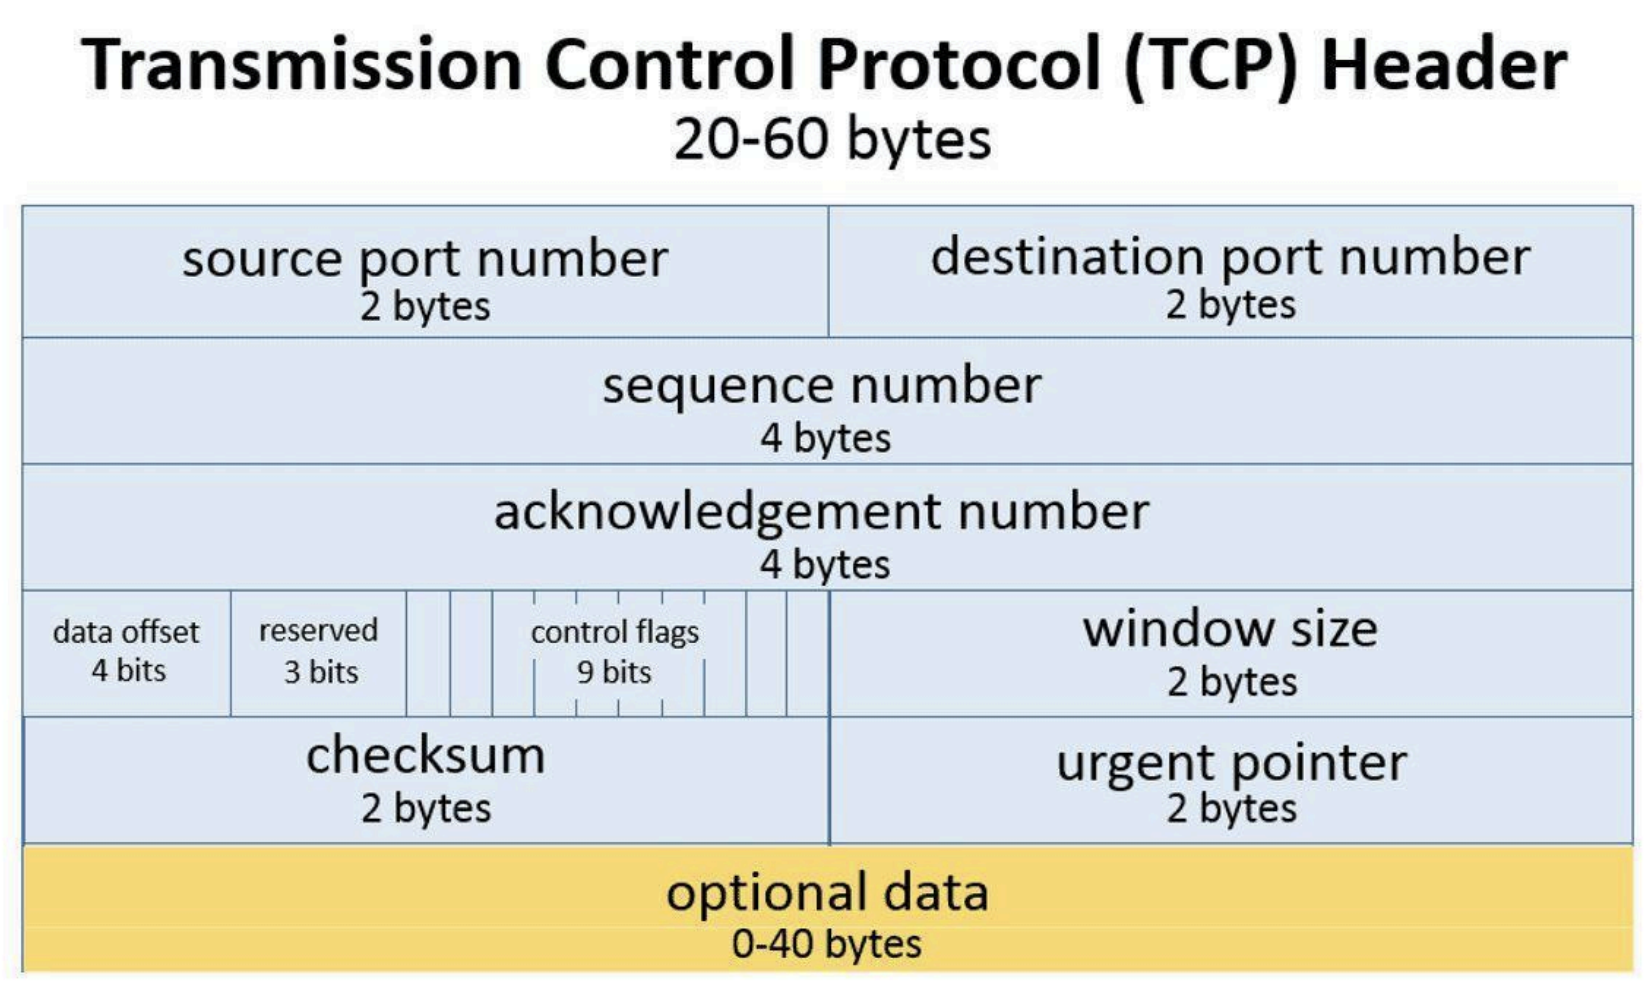 Transmission Control Protocol (TCP) Header
20-60 bytes
source port number
2 bytes
destination port number
2 bytes
sequence number
4 bytes
acknowledgement number
4 bytes
data offset
4 bits
reserved
3 bits
control flags
9 bits
window size
2 bytes
checksum
2 bytes
urgent pointer
2 bytes
optional data
0-40 bytes